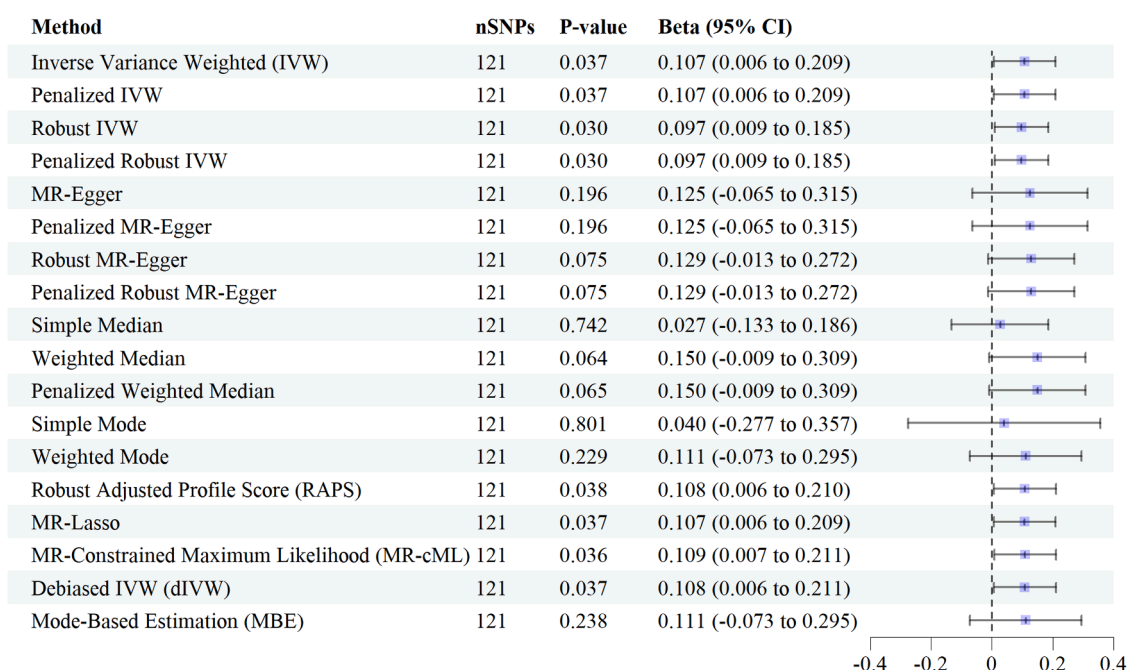 Method nSNPs P-value Beta (95% CI)
Inverse Variance Weighted (IVW) 121 0.037 0.107 (0.006 to 0.209)
Penalized IVW 121 0.037 0.107 (0.006 to 0.209)
Robust IVW 121 0.030 0.097 (0.009 to 0.185)
Penalized Robust IVW 121 0.030 0.097 (0.009 to 0.185)
MR-Egger 121 0.196 0.125 (-0.065 to 0.315)
Penalized MR-Egger 121 0.196 0.125 (-0.065 to 0.315)
Robust MR-Egger 121 0.075 0.129 (-0.013 to 0.272)
Penalized Robust MR-Egger 121 0.075 0.129 (-0.013 to 0.272)
Simple Median 121 0.742 0.027 (-0.133 to 0.186)
Weighted Median 121 0.064 0.150 (-0.009 to 0.309)
Penalized Weighted Median 121 0.065 0.150 (-0.009 to 0.309)
Simple Mode 121 0.801 0.040 (-0.277 to 0.357)
Weighted Mode 121 0.229 0.111 (-0.073 to 0.295)
Robust Adjusted Profile Score (RAPS) 121 0.038 0.108 (0.006 to 0.210)
MR-Lasso 121 0.037 0.107 (0.006 to 0.209)
MR-Constrained Maximum Likelihood (MR-cML) 121 0.036 0.109 (0.007 to 0.211)
Debiased IVW (dIVW) 121 0.037 0.108 (0.006 to 0.211)
Mode-Based Estimation (MBE) 121 0.238 0.111 (-0.073 to 0.295)
-0.4 -0.2 0 0.2 0.4